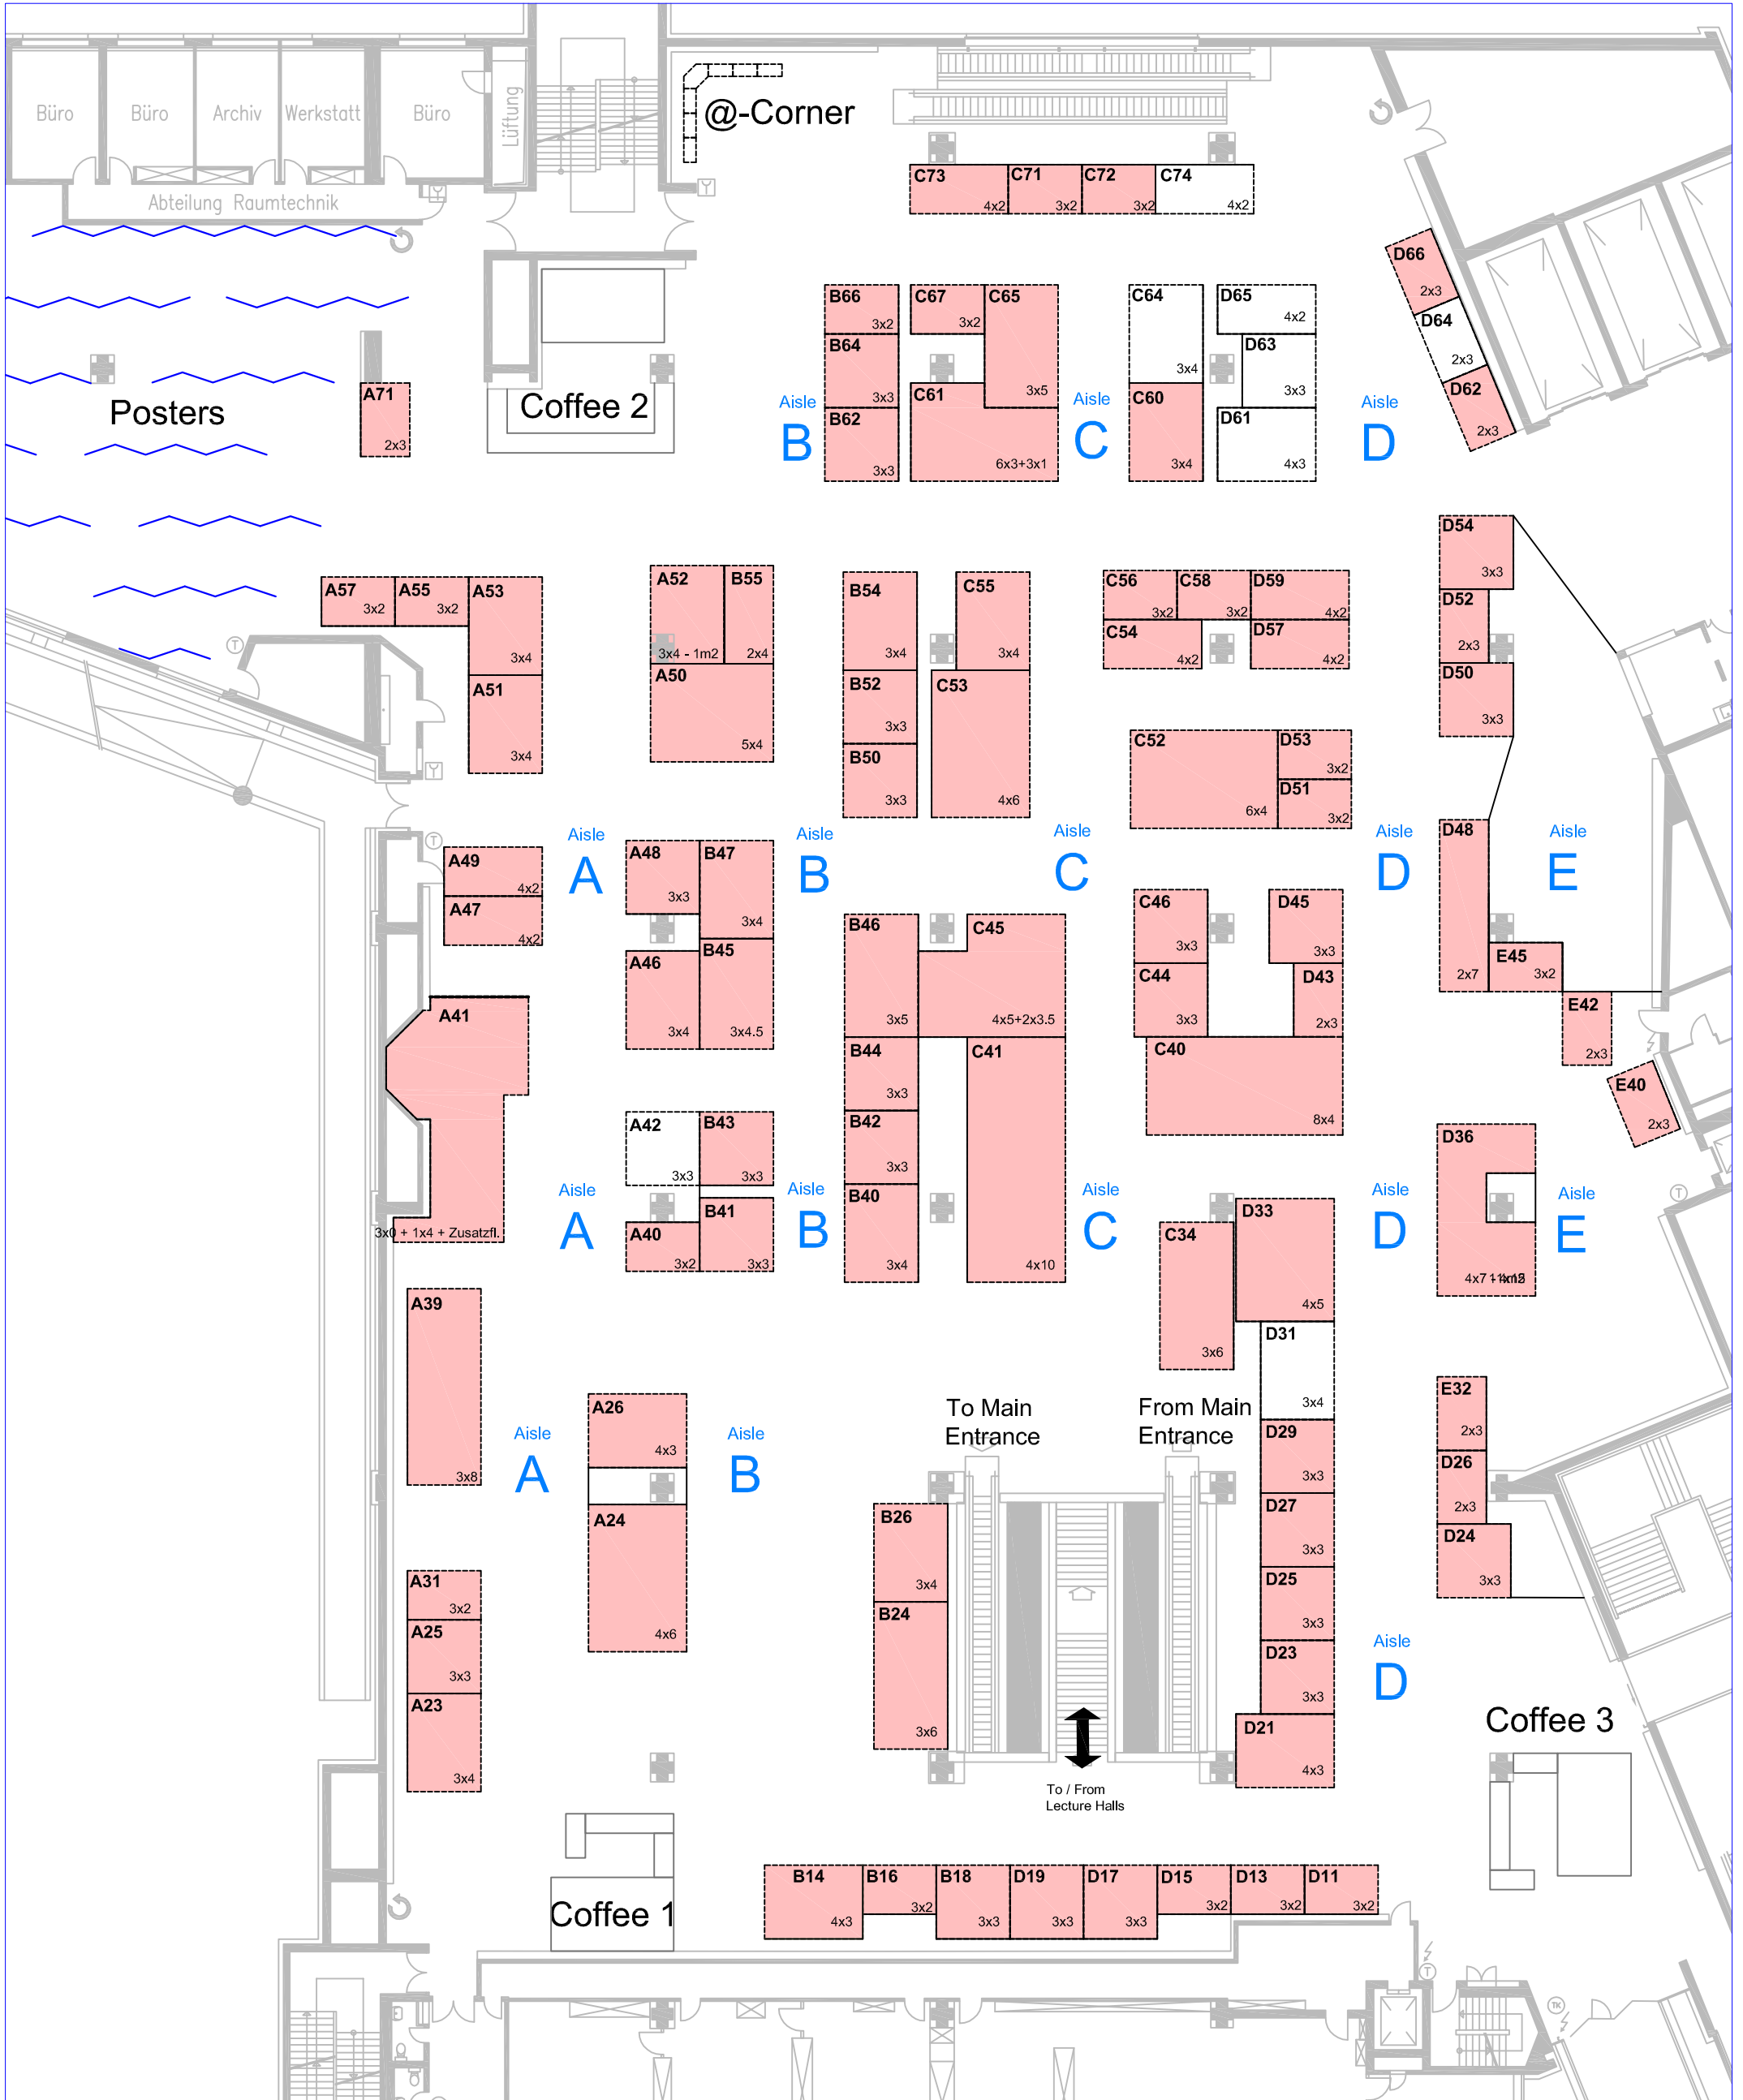 Büro
Büro
Archiv
Werkstatt
Büro
Lüftung
Abteilung Raumtechnik
@-Corner
C73
4x2
C71
3x2
C72
3x2
C74
4x2
D66
2x3
D64
2x3
D62
2x3
B66
3x2
B64
3x3
B62
3x3
C67
3x2
C65
3x5
C61
6x3+3x1
C64
3x4
C60
3x4
D65
4x2
D63
3x3
D61
4x3
Posters
A71
2x3
Coffee 2
Aisle
B
Aisle
C
Aisle
D
A57
3x2
A55
3x2
A53
3x4
A51
3x4
A52
3x4 - 1m2
B55
2x4
A50
5x4
B54
3x4
B52
3x3
B50
3x3
C55
3x4
C53
4x6
C56
3x2
C58
3x2
D59
4x2
C54
4x2
D57
4x2
D54
3x3
D52
2x3
D50
3x3
C52
6x4
D53
3x2
D51
3x2
T
T
A49
4x2
A47
4x2
Aisle
A
A48
3x3
B47
3x4
A46
3x4
B45
3x4.5
Aisle
B
Aisle
C
Aisle
D
D48
2x7
Aisle
E
B46
3x5
C45
4x5+2x3.5
C46
3x3
D45
3x3
C44
3x3
D43
2x3
C40
8x4
E45
3x2
E42
2x3
E40
2x3
A41
3x0 + 1x4 + Zusatzfl.
B44
3x3
C41
4x10
B42
3x3
B40
3x4
A42
3x3
B43
3x3
B41
3x3
A40
3x2
Aisle
A
Aisle
B
Aisle
C
Aisle
D
D36
Aisle
E
T
D33
4x5
C34
3x6
D31
3x4
A39
3x8
A26
4x3
A24
4x6
Aisle
A
Aisle
B
To Main
Entrance
From Main
Entrance
D29
3x3
D27
3x3
D25
3x3
D23
3x3
D21
4x3
E32
2x3
D26
2x3
D24
3x3
B26
3x4
B24
3x6
A31
3x2
A25
3x3
A23
3x4
Aisle
D
Coffee 3
To / From
Lecture Halls
Coffee 1
B14
4x3
B16
3x2
B18
3x3
D19
3x3
D17
3x3
D15
3x2
D13
3x2
D11
3x2
T
TK